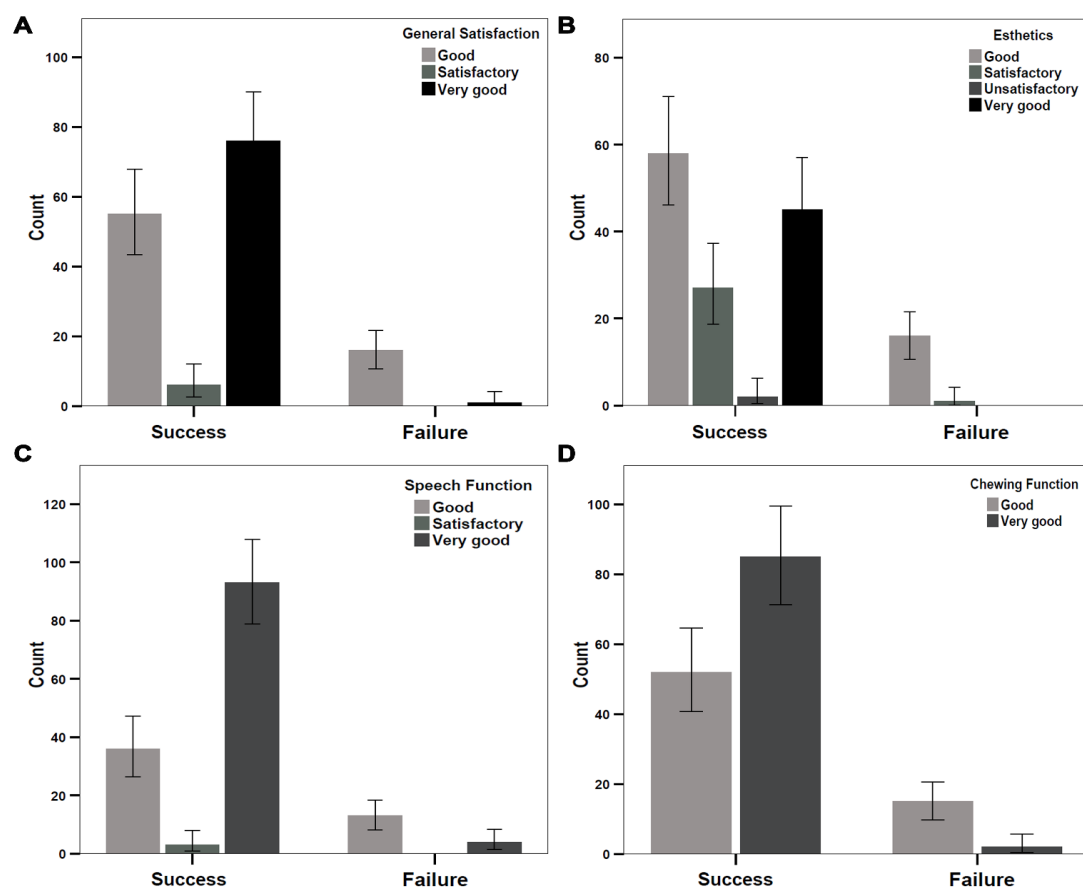 A
General Satisfaction
Good
Satisfactory
Very good
100
80
60
40
20
0
Count
Success
Failure
B
Esthetics
Good
Satisfactory
Unsatisfactory
Very good
80
60
40
20
0
Count
Success
Failure
C
Speech Function
Good
Satisfactory
Very good
120
100
80
60
40
20
0
Count
Success
Failure
D
Chewing Function
Good
Very good
100
80
60
40
20
0
Count
Success
Failure